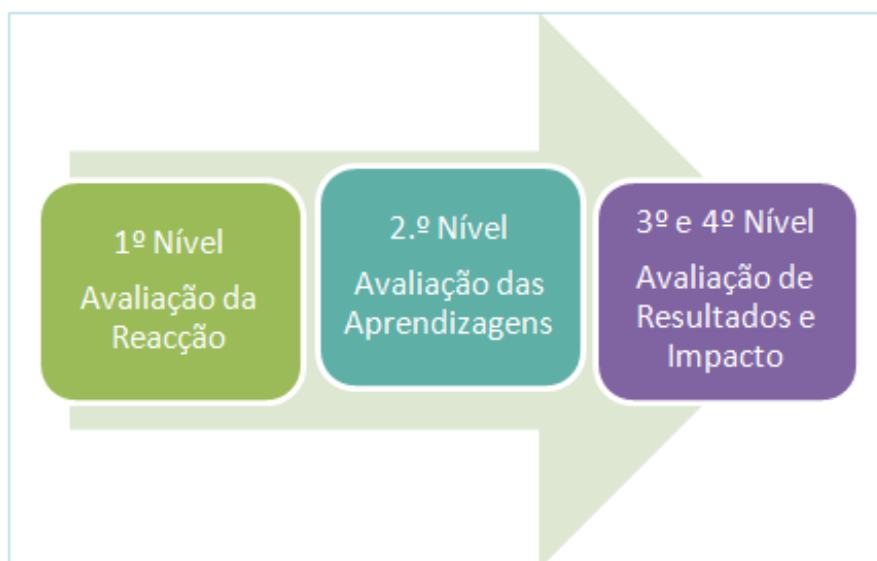 1º Nível
Avaliação da
Reacção
2.º Nível
Avaliação das
Aprendizagens
3º e 4º Nível
Avaliação de
Resultados e
Impacto